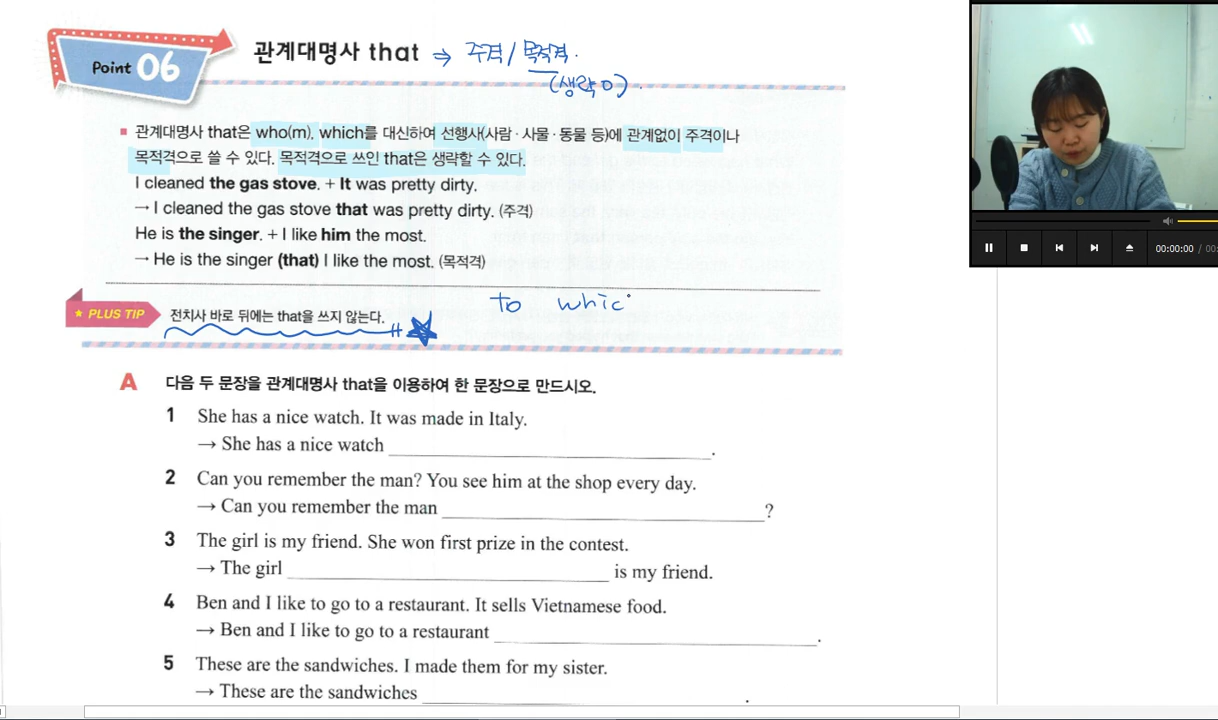 Point 06
관계대명사 that ⇒ 주격 / 목적격.
(생략 O).
관계대명사 that은 who(m), which를 대신하여 선행사(사람·사물·동물 등)에 관계없이 주격이나
목적격으로 쓸 수 있다. 목적격으로 쓰인 that은 생략할 수 있다.
I cleaned the gas stove. + It was pretty dirty.
→ I cleaned the gas stove that was pretty dirty. (주격)
He is the singer. + I like him the most.
→ He is the singer (that) I like the most. (목적격)
to whic
★ PLUS TIP 전치사 바로 뒤에는 that을 쓰지 않는다.
A 다음 두 문장을 관계대명사 that을 이용하여 한 문장으로 만드시오.
1 She has a nice watch. It was made in Italy.
→ She has a nice watch .
2 Can you remember the man? You see him at the shop every day.
→ Can you remember the man ?
3 The girl is my friend. She won first prize in the contest.
→ The girl is my friend.
4 Ben and I like to go to a restaurant. It sells Vietnamese food.
→ Ben and I like to go to a restaurant .
5 These are the sandwiches. I made them for my sister.
→ These are the sandwiches .
00:00:00 / 00: